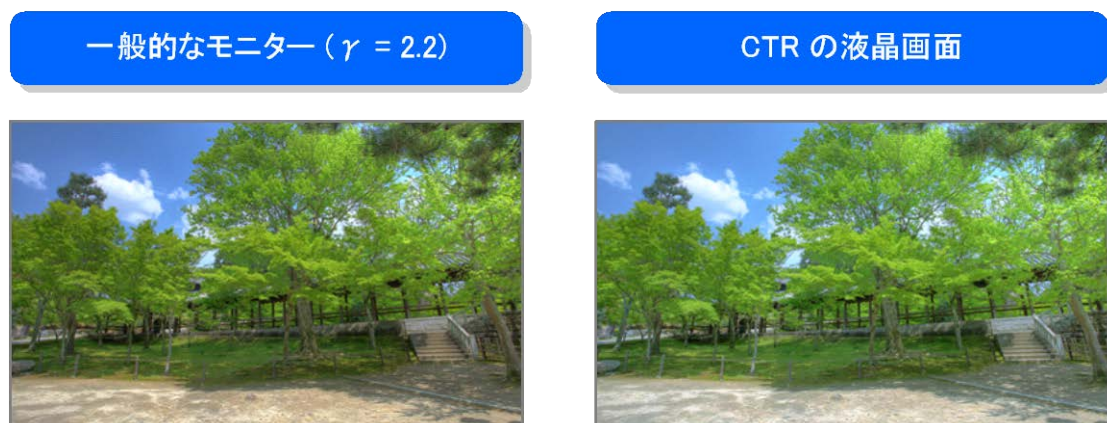 一般的なモニター ( γ = 2.2)
CTR の液晶画面